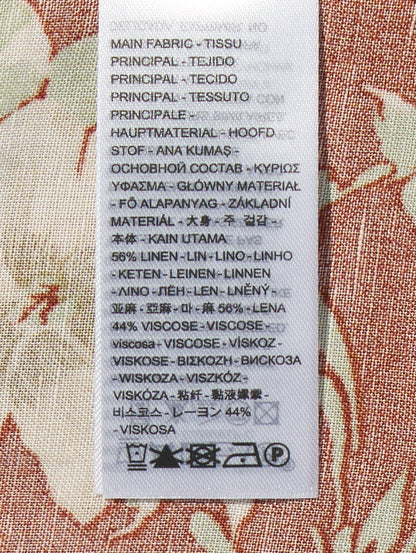 MAIN FABRIC - TISSU
PRINCIPAL - TEJIDO
PRINCIPAL - TECIDO
PRINCIPAL - TESSUTO
PRINCIPALE -
HAUPTMATERIAL - HOOFD
STOF - ANA KUMAŞ -
ОСНОВНОЙ СОСТАВ - ΚΥΡΙΩΣ
ΥΦΑΣΜΑ - GŁÓWNY MATERIAŁ
- FŐ ALAPANYAG - ZÁKLADNÍ
MATERIÁL - 大身 - 주 겉감 -
本体 - KAIN UTAMA
56% LINEN - LIN - LINO - LINHO
- KETEN - LEINEN - LINNEN
- ΛΙΝΟ - ЛЁН - LEN - LNĚNÝ -
亚麻 - 亞麻 - 마 - 麻 56% - LENA
44% VISCOSE - VISCOSE -
viscosa - VISCOSE - VİSKOZ -
VISKOSE - ΒΙΣΚΟΖΗ - ВИСКОЗА
- WISKOZA - VISZKÓZ -
VISKÓZA - 粘纤 - 黏液嫘縈 -
비스코스 - レーヨン 44%
- VISKOSA